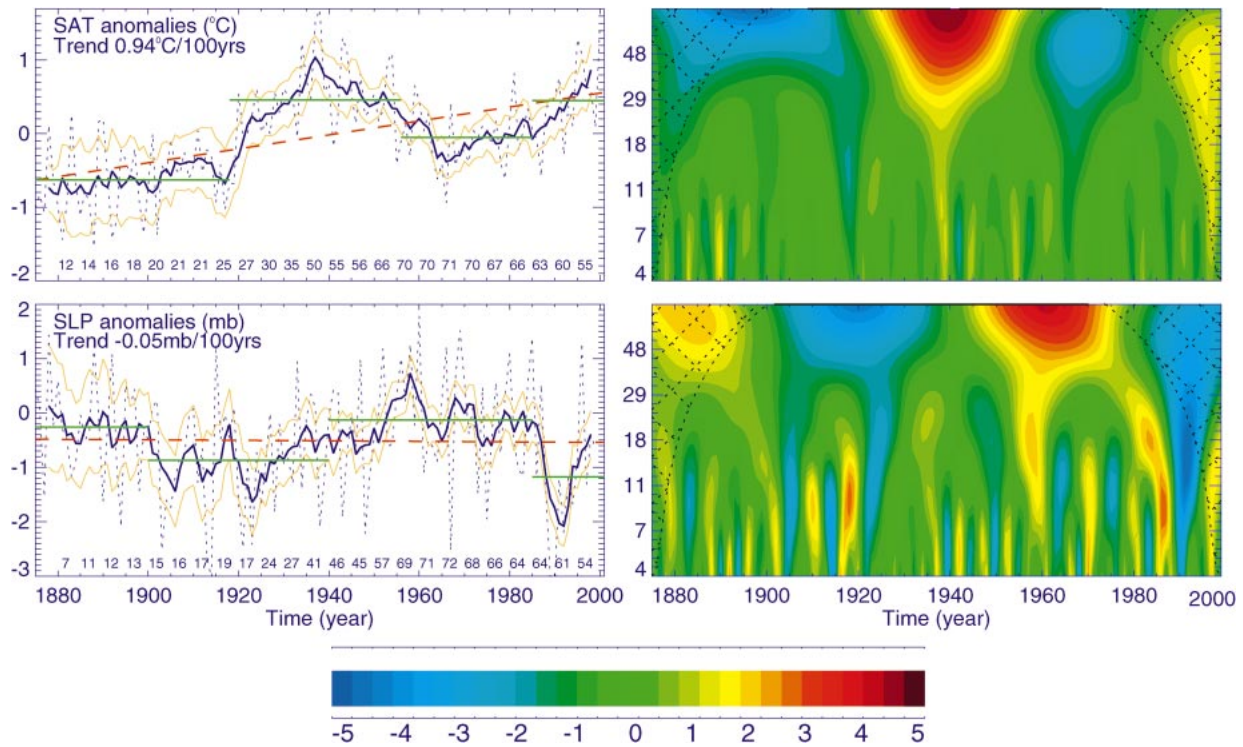 SAT anomalies (°C)
Trend 0.94°C/100yrs
1
0
-1
-2
12 14 16 18 20 21 21 25 27 30 35 50 55 56 66 70 70 71 70 67 66 63 60 55
48
29
18
11
7
4
SLP anomalies (mb)
Trend -0.05mb/100yrs
2
1
0
-1
-2
-3
7 11 12 13 15 16 17 19 17 24 27 41 46 45 57 69 71 72 68 66 64 64 61 54
1880 1900 1920 1940 1960 1980 2000
Time (year)
48
29
18
11
7
4
1880 1900 1920 1940 1960 1980 2000
Time (year)
-5 -4 -3 -2 -1 0 1 2 3 4 5